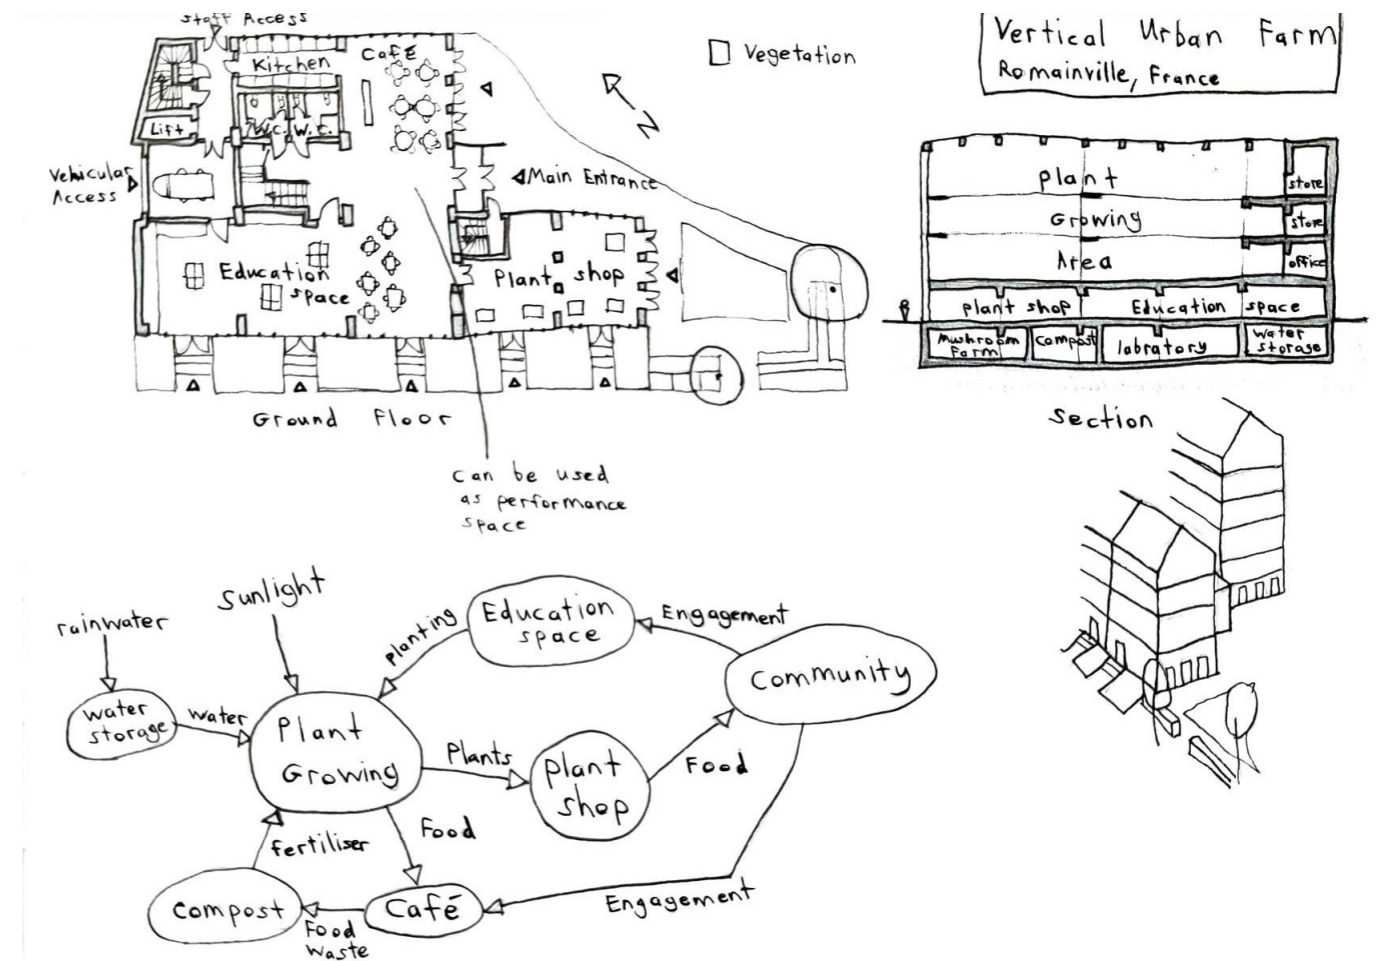 Staff Access
Kitchen
Café
Lift
W.C. W.C.
Vehicular
Access
Main Entrance
Education
space
Plant shop
Ground Floor
can be used
as performance
space
Vegetation
N
Vertical Urban Farm
Romainville, France
Plant
Growing
Area
store
store
office
plant shop
Education space
Mushroom
Farm
compost
labratory
water
storage
Section
rainwater
sunlight
water
storage
water
Plant
Growing
Planting
Education
space
Engagement
Community
Plants
Plant
shop
Food
Food
fertiliser
compost
Food
waste
Café
Engagement